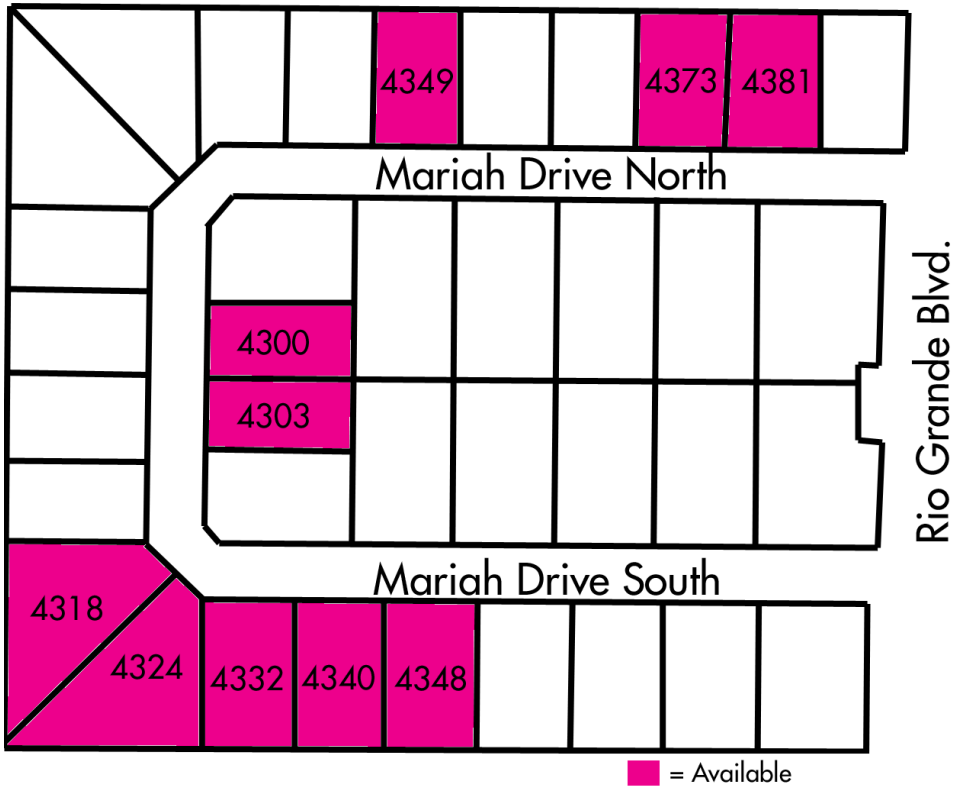 4349
4373
4381
Mariah Drive North
4300
4303
Rio Grande Blvd.
Mariah Drive South
4318
4324
4332
4340
4348
= Available